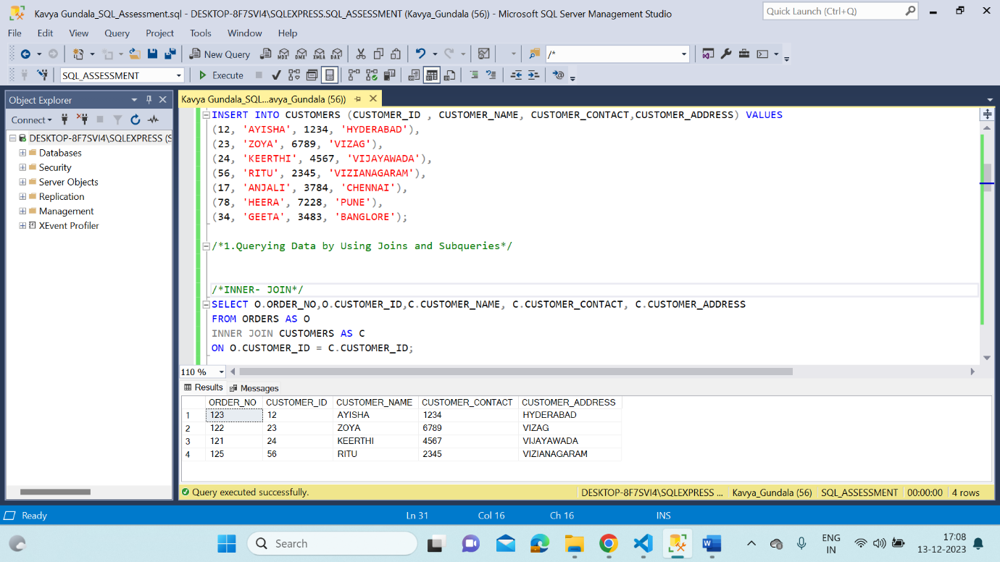 Kavya Gundala_SQL_Assessment.sql - DESKTOP-8F7SVI4\SQLEXPRESS.SQL_ASSESSMENT (Kavya_Gundala (56)) - Microsoft SQL Server Management Studio
Quick Launch (Ctrl+Q)
File Edit View Query Project Tools Window Help
New Query MDX DMX XMLA DAX /*
SQL_ASSESSMENT Execute
Object Explorer
Kavya Gundala_SQL...avya_Gundala (56))
Connect
DESKTOP-8F7SVI4\SQLEXPRESS (S
Databases
Security
Server Objects
Replication
Management
XEvent Profiler
INSERT INTO CUSTOMERS (CUSTOMER_ID , CUSTOMER_NAME, CUSTOMER_CONTACT,CUSTOMER_ADDRESS) VALUES
(12, 'AYISHA', 1234, 'HYDERABAD'),
(23, 'ZOYA', 6789, 'VIZAG'),
(24, 'KEERTHI', 4567, 'VIJAYAWADA'),
(56, 'RITU', 2345, 'VIZIANAGARAM'),
(17, 'ANJALI', 3784, 'CHENNAI'),
(78, 'HEERA', 7228, 'PUNE'),
(34, 'GEETA', 3483, 'BANGLORE');
/*1.Querying Data by Using Joins and Subqueries*/
/*INNER- JOIN*/
SELECT O.ORDER_NO,O.CUSTOMER_ID,C.CUSTOMER_NAME, C.CUSTOMER_CONTACT, C.CUSTOMER_ADDRESS
FROM ORDERS AS O
INNER JOIN CUSTOMERS AS C
ON O.CUSTOMER_ID = C.CUSTOMER_ID;
110 %
Results Messages
ORDER_NO CUSTOMER_ID CUSTOMER_NAME CUSTOMER_CONTACT CUSTOMER_ADDRESS
1 123 12 AYISHA 1234 HYDERABAD
2 122 23 ZOYA 6789 VIZAG
3 121 24 KEERTHI 4567 VIJAYAWADA
4 125 56 RITU 2345 VIZIANAGARAM
Query executed successfully. DESKTOP-8F7SVI4\SQLEXPRESS ... Kavya_Gundala (56) SQL_ASSESSMENT 00:00:00 4 rows
Ready Ln 31 Col 16 Ch 16 INS
Search
ENG
IN
17:08
13-12-2023